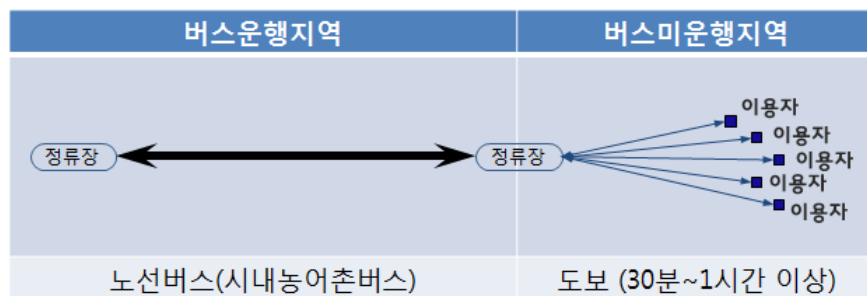 버스운행지역
버스미운행지역
정류장
정류장
이용자
이용자
이용자
이용자
이용자
노선버스(시내농어촌버스)
도보 (30분~1시간 이상)